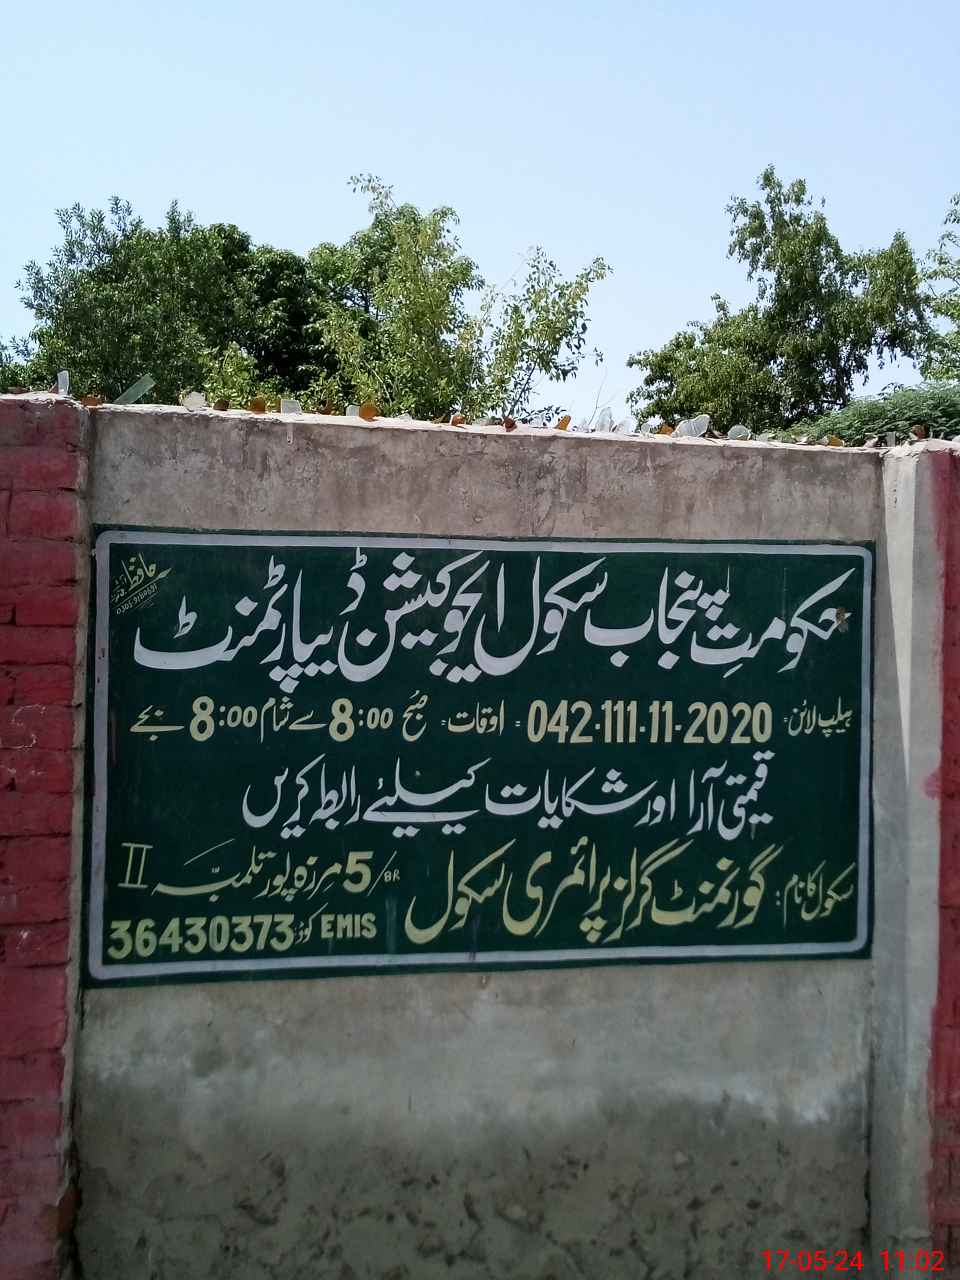 حکومتِ پنجاب سکول ایجوکیشن ڈیپارٹمنٹ
ہیلپ لائن: 042-111-11-2020 : اوقات: صبح 8:00 سے شام 8:00 بجے
قیمتی آرا اور شکایات کیلئے رابطہ کریں
سکول کا نام: گورنمنٹ گرلز پرائمری سکول 5/8R مرزہ پور تلمبہ II
EMIS کوڈ: 36430373
17-05-24 11:02